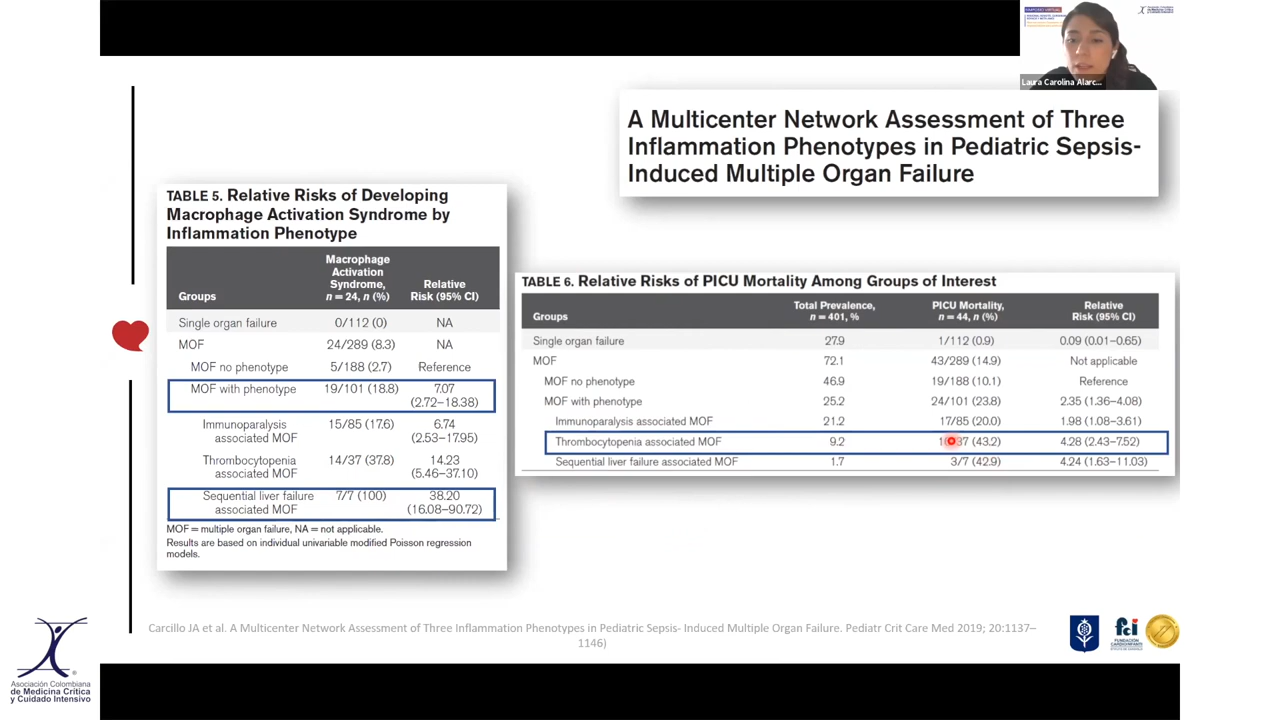 Laura Carolina Alarc...
A Multicenter Network Assessment of Three
Inflammation Phenotypes in Pediatric Sepsis-
Induced Multiple Organ Failure
TABLE 5. Relative Risks of Developing
Macrophage Activation Syndrome by
Inflammation Phenotype
Groups Macrophage Activation Syndrome, n = 24, n (%) Relative Risk (95% CI)
Single organ failure 0/112 (0) NA
MOF 24/289 (8.3) NA
MOF no phenotype 5/188 (2.7) Reference
MOF with phenotype 19/101 (18.8) 7.07
(2.72–18.38)
Immunoparalysis 15/85 (17.6) 6.74
associated MOF (2.53–17.95)
Thrombocytopenia 14/37 (37.8) 14.23
associated MOF (5.46–37.10)
Sequential liver failure 7/7 (100) 38.20
associated MOF (16.08–90.72)
MOF = multiple organ failure, NA = not applicable.
Results are based on individual univariable modified Poisson regression
models.
TABLE 6. Relative Risks of PICU Mortality Among Groups of Interest
Groups Total Prevalence, n = 401, % PICU Mortality, n = 44, n (%) Relative Risk (95% CI)
Single organ failure 27.9 1/112 (0.9) 0.09 (0.01–0.65)
MOF 72.1 43/289 (14.9) Not applicable
MOF no phenotype 46.9 19/188 (10.1) Reference
MOF with phenotype 25.2 24/101 (23.8) 2.35 (1.36–4.08)
Immunoparalysis associated MOF 21.2 17/85 (20.0) 1.98 (1.08–3.61)
Thrombocytopenia associated MOF 9.2 (43.2) 4.28 (2.43–7.52)
Sequential liver failure associated MOF 1.7 3/7 (42.9) 4.24 (1.63–11.03)
Carcillo JA et al. A Multicenter Network Assessment of Three Inflammation Phenotypes in Pediatric Sepsis- Induced Multiple Organ Failure. Pediatr Crit Care Med 2019; 20:1137–
1146)
Asociación Colombiana
de Medicina Crítica
y Cuidado Intensivo
fci
FUNDACIÓN
CARDIOINFANTIL